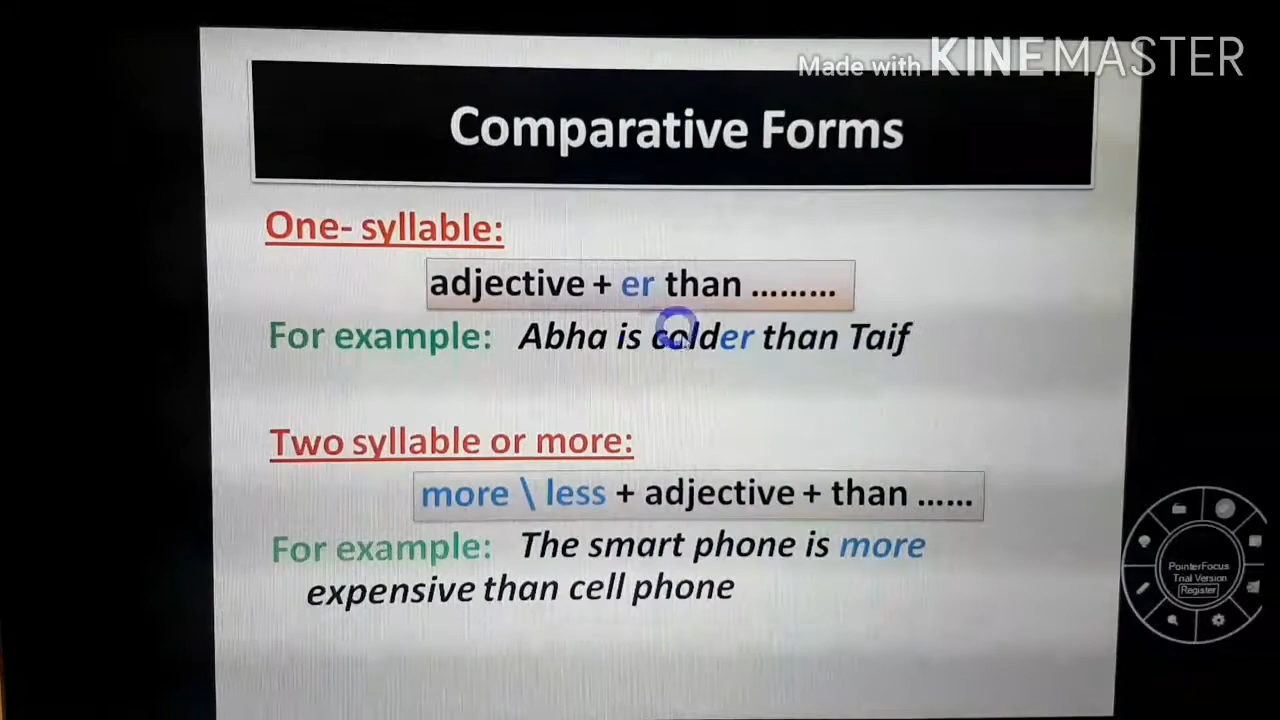 Made with KINEMASTER
Comparative Forms
One- syllable:
adjective + er than .........
For example: Abha is colder than Taif
Two syllable or more:
more \ less + adjective + than ......
For example: The smart phone is more
expensive than cell phone
PointerFocus
Trial Version
Register